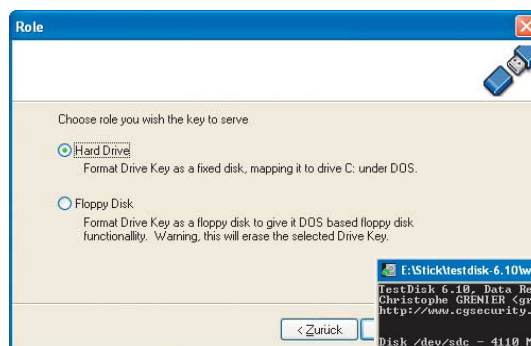 Role
Choose role you wish the key to serve
Hard Drive
Format Drive Key as a fixed disk, mapping it to drive C: under DOS.
Floppy Disk
Format Drive Key as a floppy disk to give it DOS based floppy disk
functionallity. Warning, this will erase the selected Drive Key.
< Zurück
E:\Stick\testdisk-6.10\w
TestDisk 6.10, Data Re
Christophe GRENIER <gr
http://www.cgsecurity.
Disk /dev/sdc - 4110 M